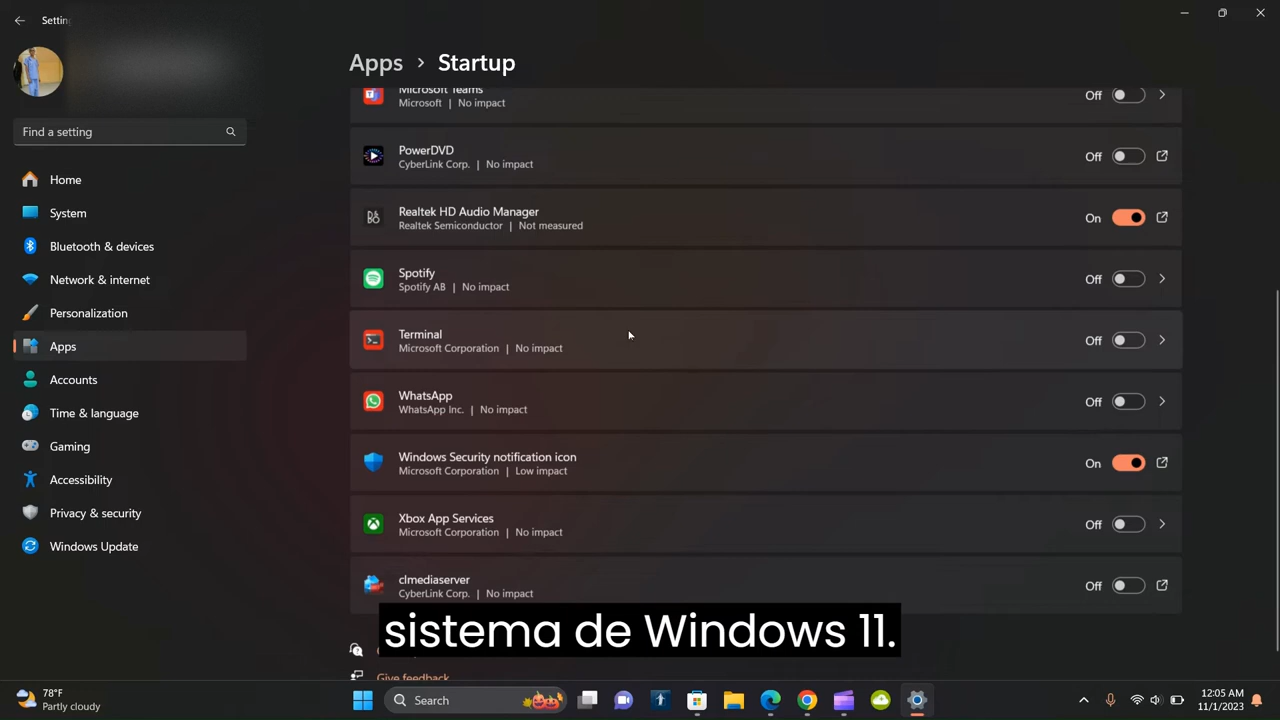 Setting
Apps > Startup
Find a setting
Home
System
Bluetooth & devices
Network & internet
Personalization
Apps
Accounts
Time & language
Gaming
Accessibility
Privacy & security
Windows Update
Microsoft Teams
Microsoft | No impact
Off
PowerDVD
CyberLink Corp. | No impact
Off
Realtek HD Audio Manager
Realtek Semiconductor | Not measured
On
Spotify
Spotify AB | No impact
Off
Terminal
Microsoft Corporation | No impact
Off
WhatsApp
WhatsApp Inc. | No impact
Off
Windows Security notification icon
Microsoft Corporation | Low impact
On
Xbox App Services
Microsoft Corporation | No impact
Off
clmediaserver
CyberLink Corp. | No impact
Off
sistema de Windows 11.
Give feedback
78°F
Partly cloudy
Search
12:05 AM
11/1/2023